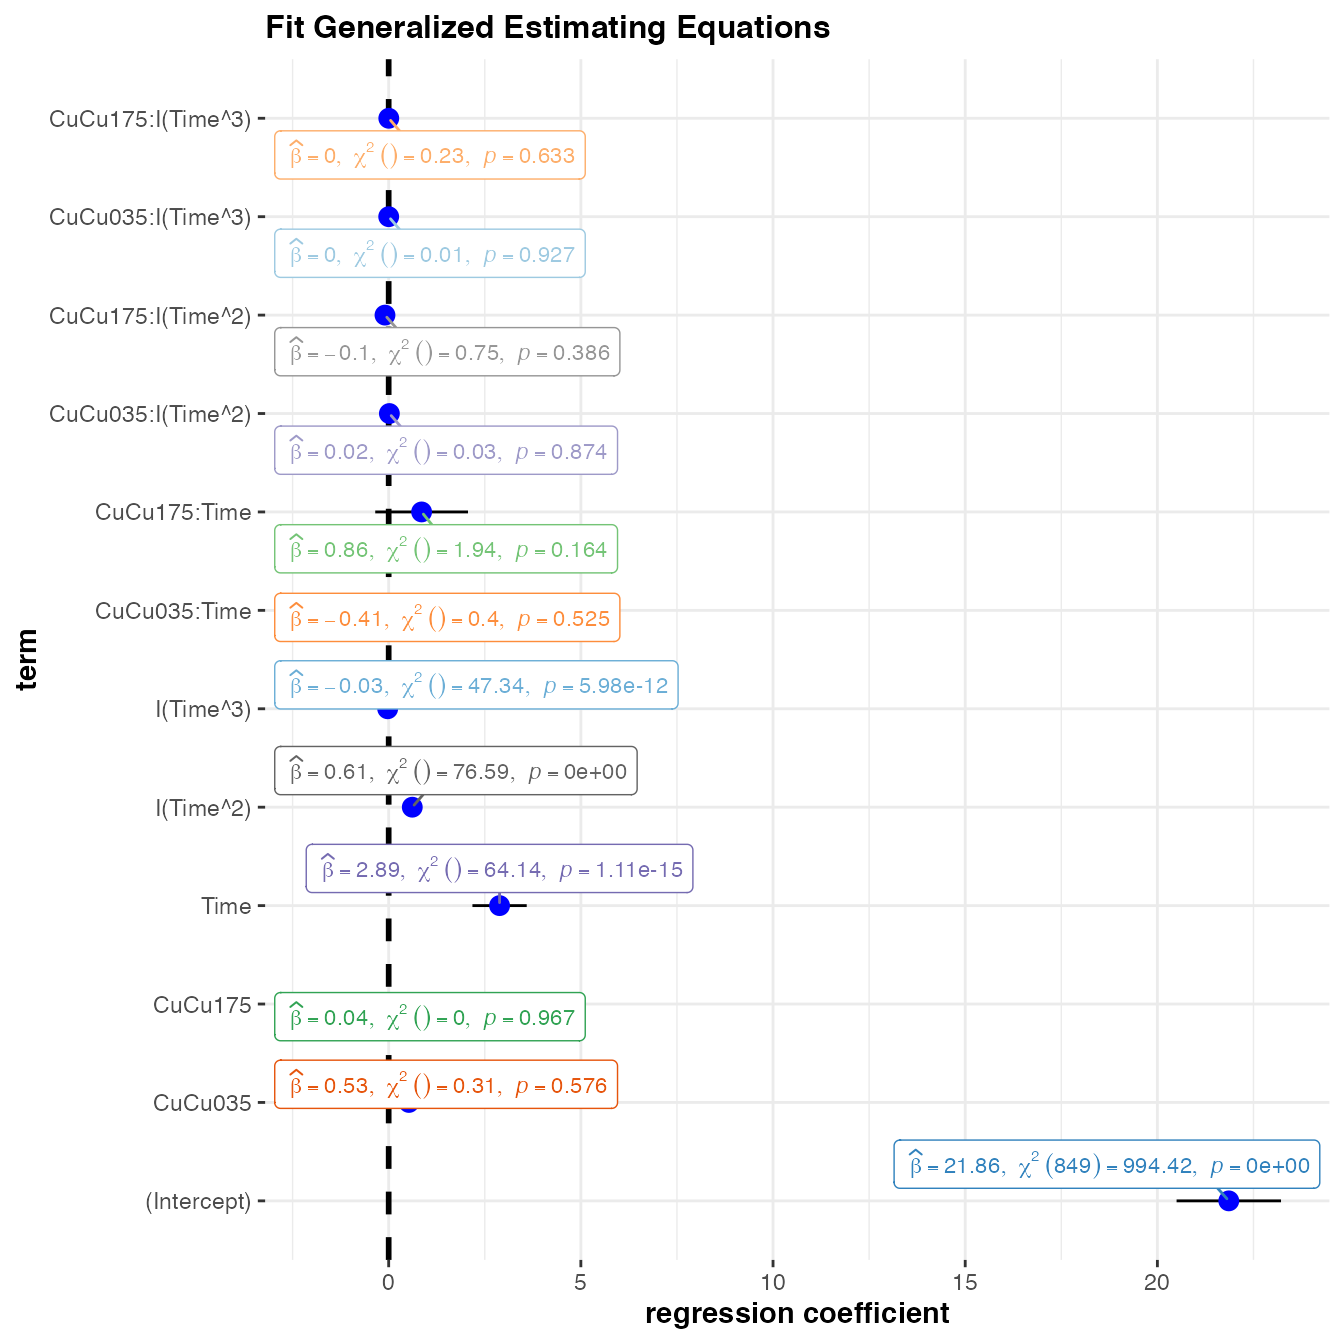 Fit Generalized Estimating Equations
CuCu175:I(Time^3)
β̂ = 0, χ² () = 0.23, p = 0.633
CuCu035:I(Time^3)
β̂ = 0, χ² () = 0.01, p = 0.927
CuCu175:I(Time^2)
β̂ = −0.1, χ² () = 0.75, p = 0.386
CuCu035:I(Time^2)
β̂ = 0.02, χ² () = 0.03, p = 0.874
CuCu175:Time
β̂ = 0.86, χ² () = 1.94, p = 0.164
CuCu035:Time
β̂ = −0.41, χ² () = 0.4, p = 0.525
β̂ = −0.03, χ² () = 47.34, p = 5.98e-12
I(Time^3)
β̂ = 0.61, χ² () = 76.59, p = 0e+00
I(Time^2)
β̂ = 2.89, χ² () = 64.14, p = 1.11e-15
Time
CuCu175
β̂ = 0.04, χ² () = 0, p = 0.967
β̂ = 0.53, χ² () = 0.31, p = 0.576
CuCu035
β̂ = 21.86, χ² (849) = 994.42, p = 0e+00
(Intercept)
term
0 5 10 15 20
regression coefficient